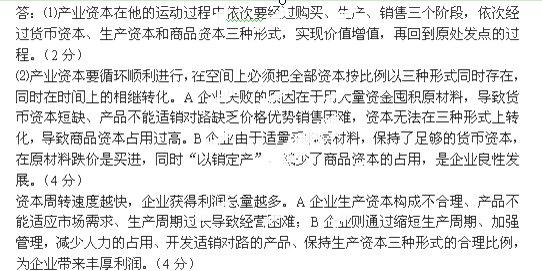 答：(1)产业资本在他的运动过程中依次要经过购买、生产、销售三个阶段，依次经
过货币资本、生产资本和商品资本三种形式，实现价值增值，再回到原处发点的过
程。（2分）
(2)产业资本要循环顺利进行，在空间上必须把全部资本按比例以三种形式同时存在，
同时在时间上的相继转化。A 企业失败的原因在于用大量资金囤积原材料，导致货
币资本短缺、产品不能适销对路缺乏价格优势销售困难，资本无法在三种形式上转
化，导致商品资本占用过高。B 企业由于适量 材料，保持了足够的货币资本，
在原材料跌价是买进，同时“以销定产”， 减少了商品资本的占用，是企业良性发
展。（4分）
资本周转速度越快，企业获得利润总量越多。A 企业生产资本构成不合理、产品不
能适应市场需求、生产周期过长导致经营困难；B 企业则通过缩短生产周期、加强
管理，减少人力的占用、开发适销对路的产品、保持生产资本三种形式的合理比例，
为企业带来丰厚利润。（4分）